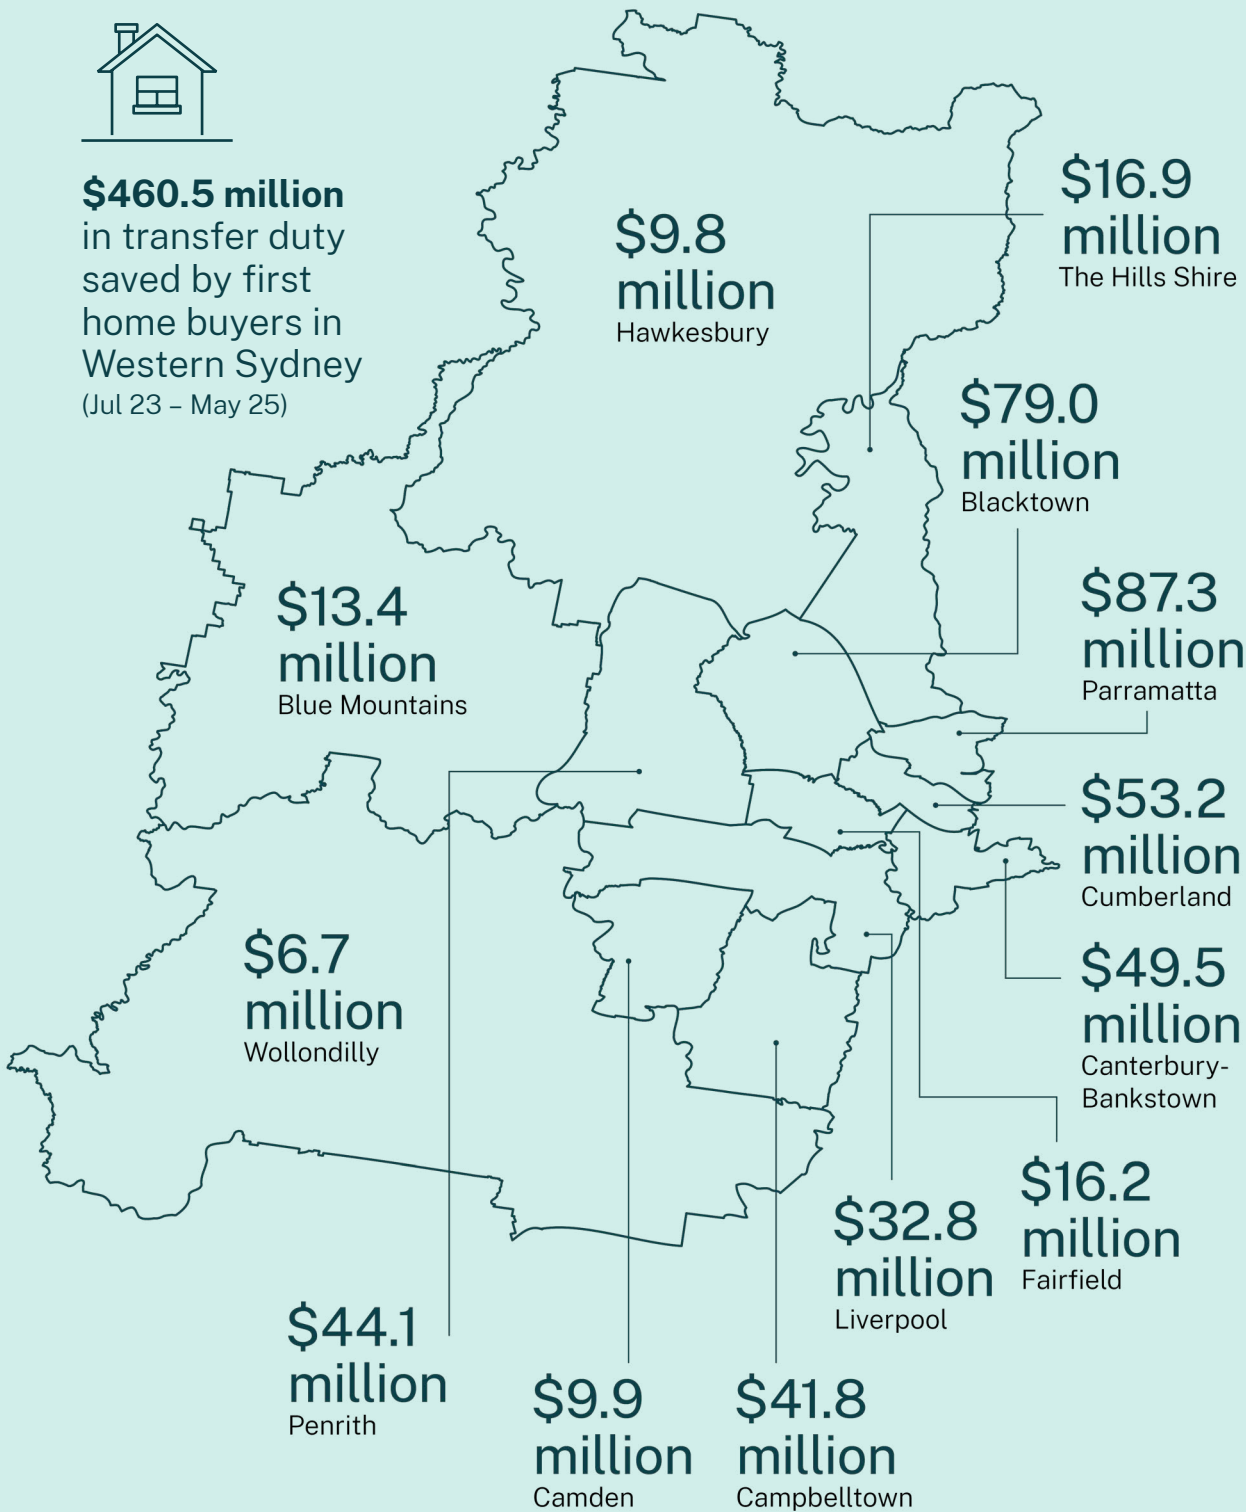 $460.5 million
in transfer duty
saved by first
home buyers in
Western Sydney
(Jul 23 – May 25)
$9.8
million
Hawkesbury
$16.9
million
The Hills Shire
$79.0
million
Blacktown
$13.4
million
Blue Mountains
$87.3
million
Parramatta
$53.2
million
Cumberland
$6.7
million
Wollondilly
$49.5
million
Canterbury-
Bankstown
$16.2
million
Fairfield
$32.8
million
Liverpool
$44.1
million
Penrith
$9.9
million
Camden
$41.8
million
Campbelltown